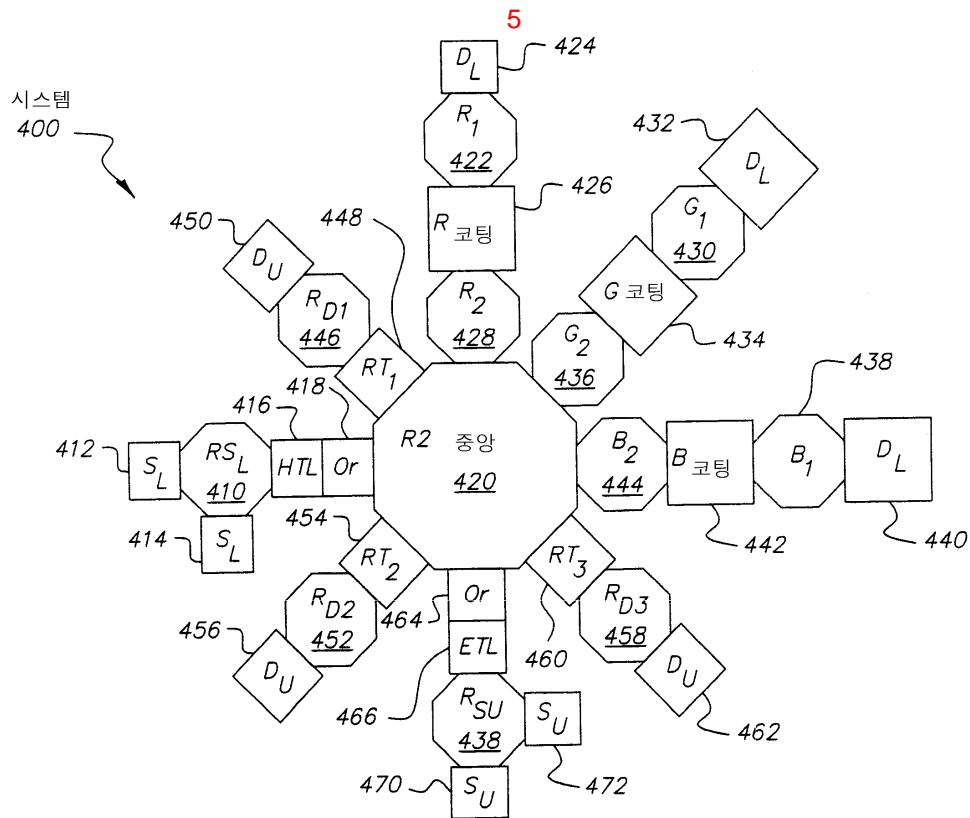 5
D_L
424
시스템
400
R_1
422
432
D_L
426
R 코팅
G_1
430
450
D_U
448
R_D1
446
R_2
428
G 코팅
434
G_2
436
438
418
RT_1
416
412
S_L
RS_L
410
HTL
Or
R2 중앙
420
B_2
444
B 코팅
B_1
D_L
414
S_L
454
RT_2
442
440
RT_3
Or
464
R_D2
452
R_D3
458
456
D_U
ETL
460
D_U
466
R_SU
438
S_U
462
472
470
S_U